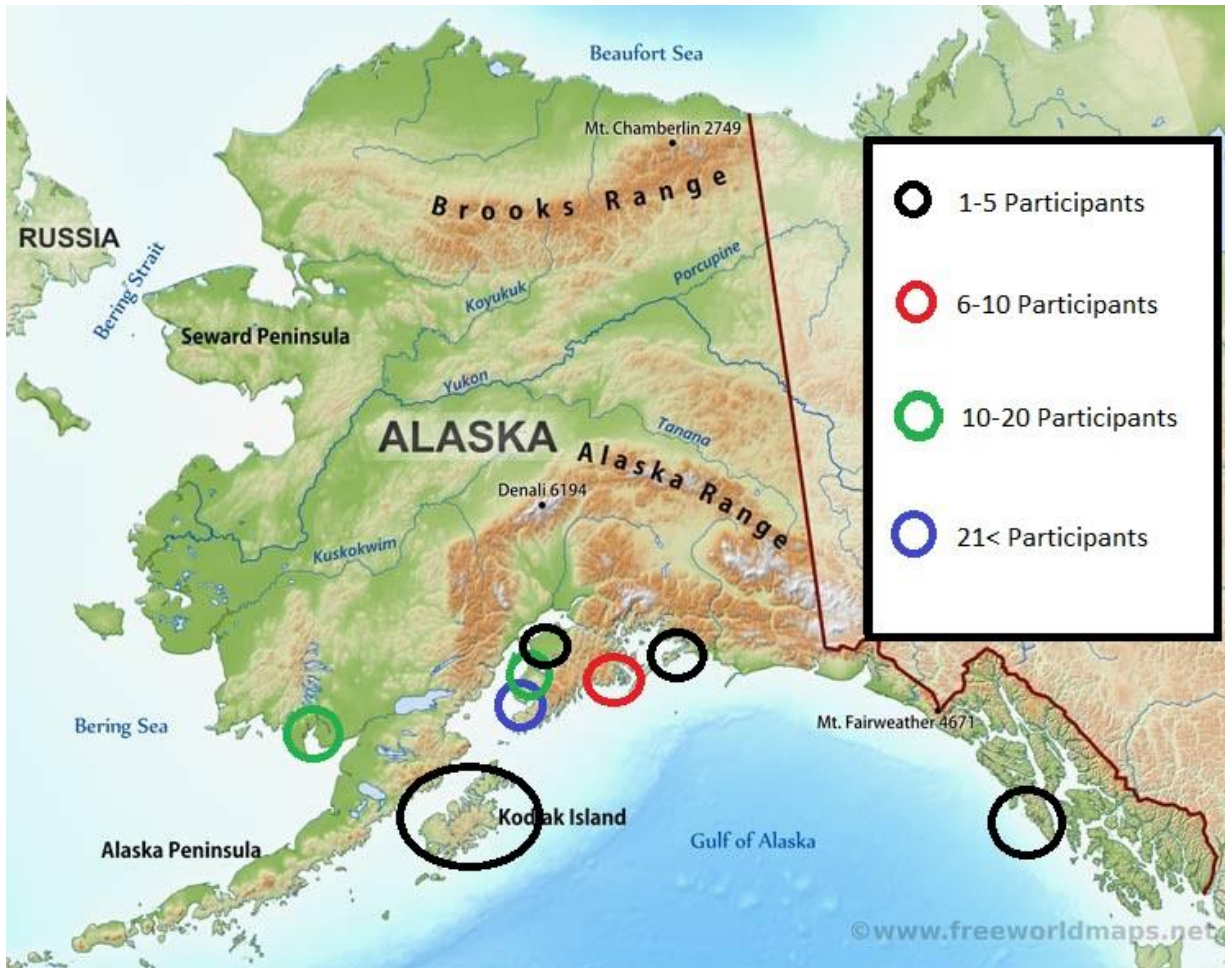 Beaufort Sea
Mt. Chamberlin 2749
Brooks Range
RUSSIA
Bering Strait
Porcupine
Koyukuk
Seward Peninsula
Yukon
ALASKA
Tanana
Alaska Range
Denali 6194
Kuskokwim
Bering Sea
Mt. Fairweather 4671
Kodiak Island
Gulf of Alaska
Alaska Peninsula
©www.freeworldmaps.net
1-5 Participants
6-10 Participants
10-20 Participants
21< Participants